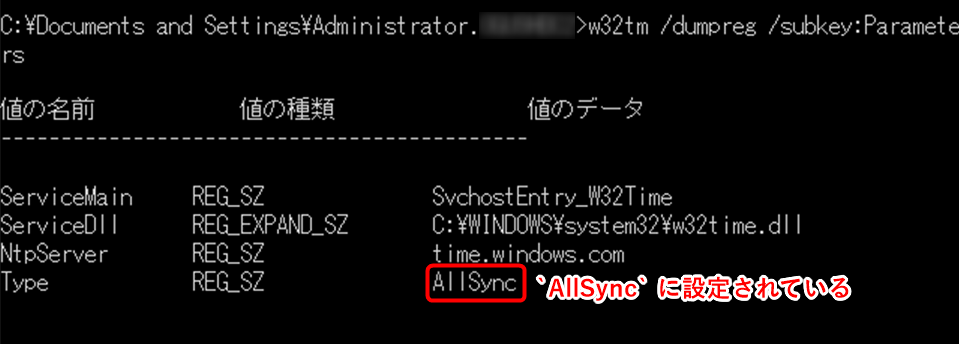 C:¥Documents and Settings¥Administrator. >w32tm /dumpreg /subkey:Paramete
rs
値の名前 値の種類 値のデータ
--------------------------------------------
ServiceMain REG_SZ SvchostEntry_W32Time
ServiceDll REG_EXPAND_SZ C:¥WINDOWS¥system32¥w32time.dll
NtpServer REG_SZ time.windows.com
Type REG_SZ AllSync `AllSync` に設定されている